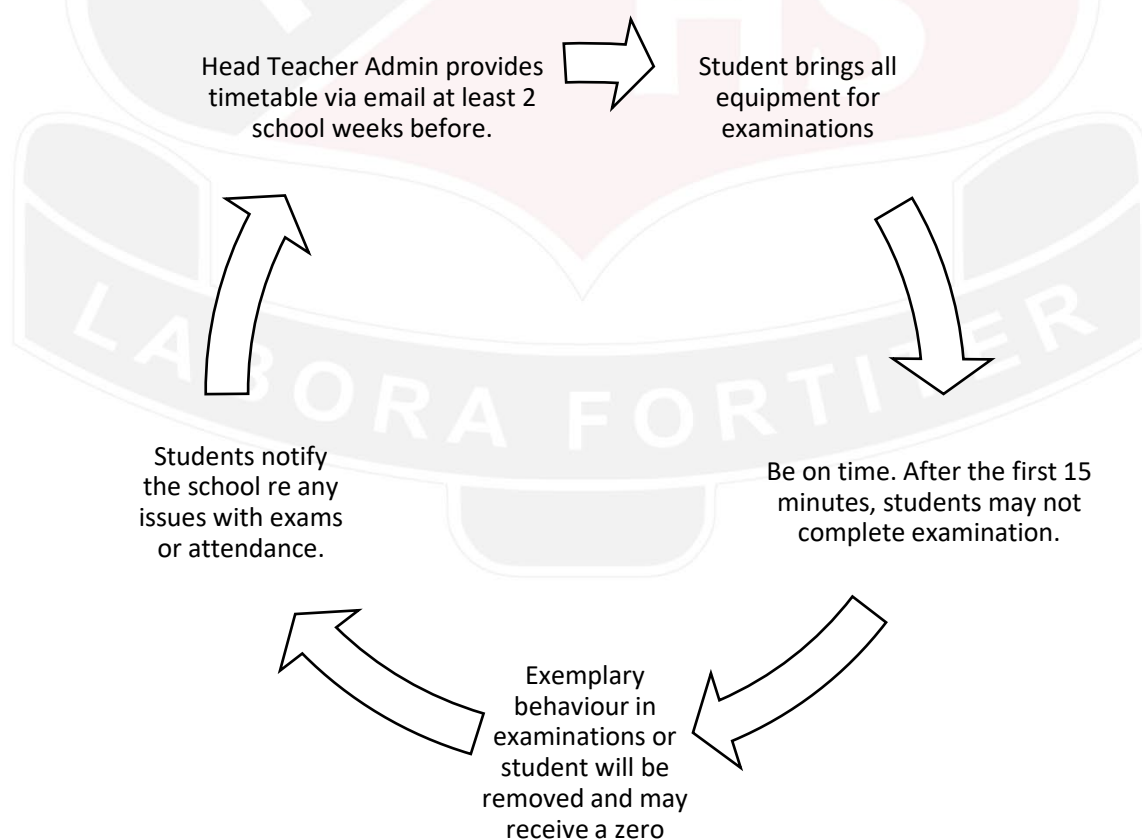 Head Teacher Admin provides
timetable via email at least 2
school weeks before.
Student brings all
equipment for
examinations
Be on time. After the first 15
minutes, students may not
complete examination.
Exemplary
behaviour in
examinations or
student will be
removed and may
receive a zero
Students notify
the school re any
issues with exams
or attendance.
HS
LABORA FORTITER